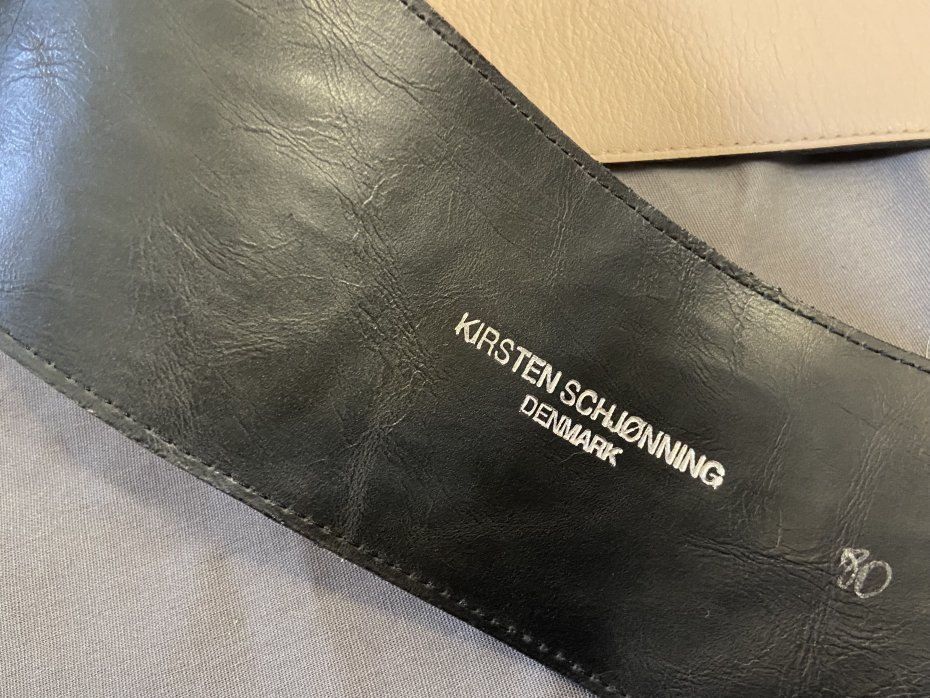 KIRSTEN SCHJØNNING
DENMARK
80